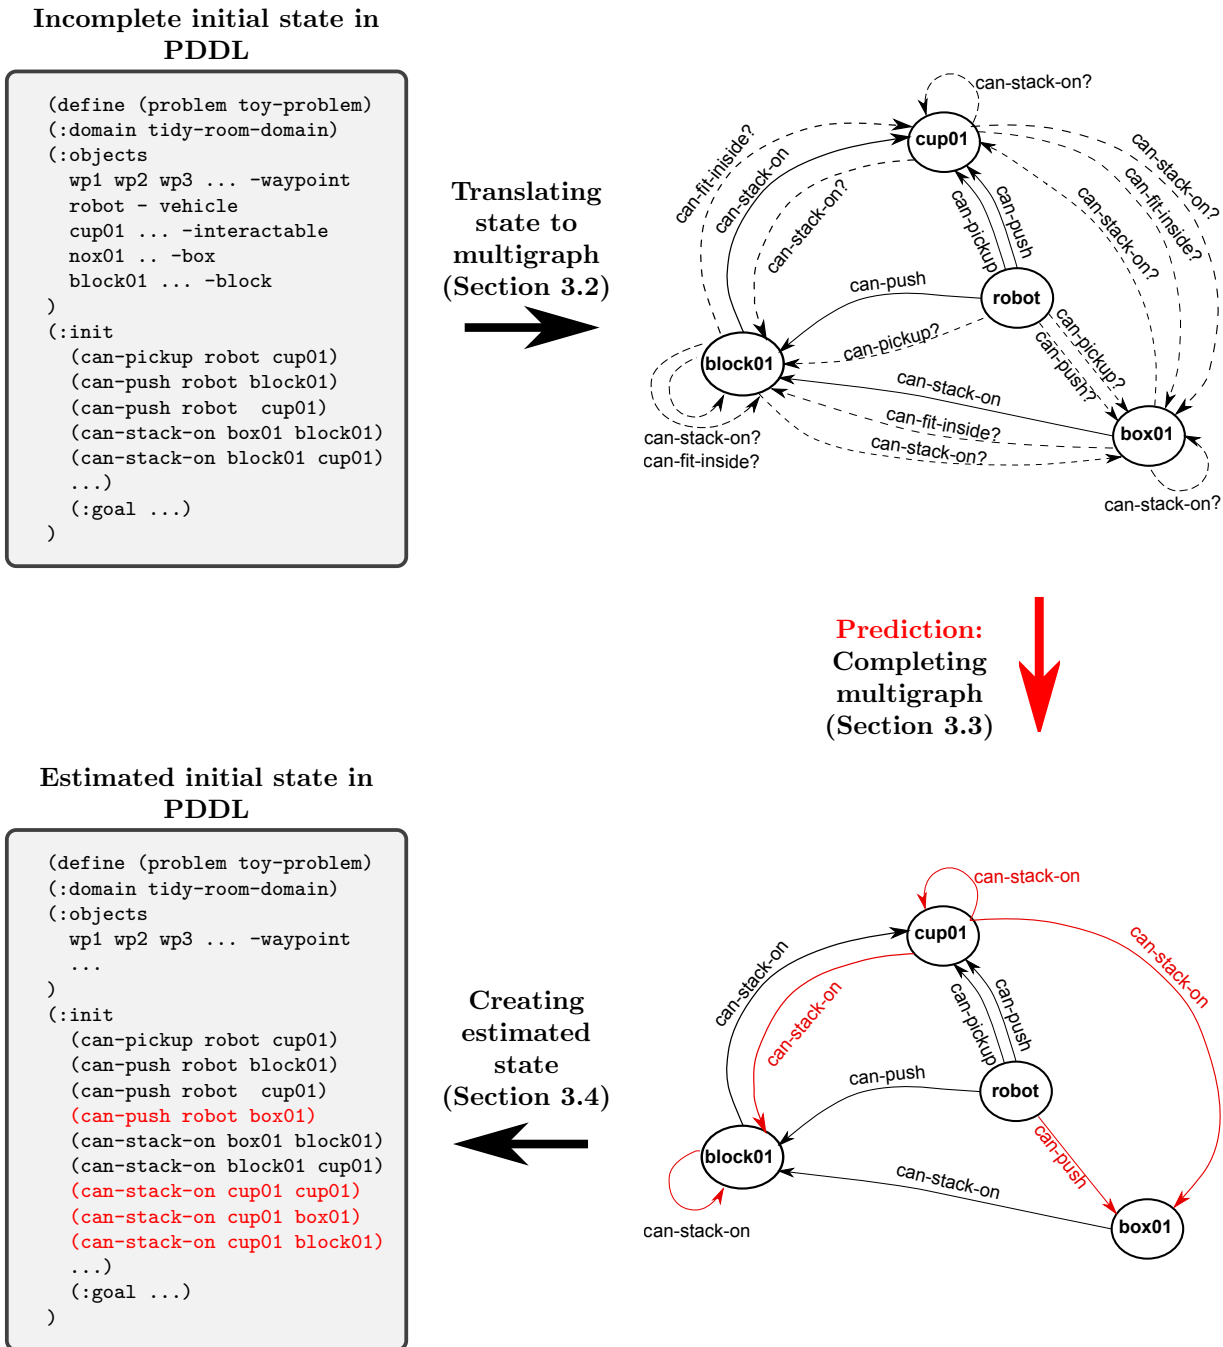 Incomplete initial state in
PDDL
(define (problem toy-problem)
(:domain tidy-room-domain)
(:objects
wp1 wp2 wp3 ... -waypoint
robot - vehicle
cup01 ... -interactable
nox01 .. -box
block01 ... -block
)
(:init
(can-pickup robot cup01)
(can-push robot block01)
(can-push robot  cup01)
(can-stack-on box01 block01)
(can-stack-on block01 cup01)
...)
(:goal ...)
)
Translating
state to
multigraph
(Section 3.2)
can-stack-on?
cup01
can-fit-iniside?
can-stack-on
can-stack-on?
can-pickup
can-push
can-stack-on?
can-fit-inside?
can-stack-on?
can-push
robot
can-pickup?
can-pickup?
can-push?
block01
can-stack-on
can-fit-inside?
can-stack-on?
box01
can-stack-on?
can-fit-inside?
can-stack-on?
Prediction:
Completing
multigraph
(Section 3.3)
Estimated initial state in
PDDL
(define (problem toy-problem)
(:domain tidy-room-domain)
(:objects
wp1 wp2 wp3 ... -waypoint
...
)
(:init
(can-pickup robot cup01)
(can-push robot block01)
(can-push robot  cup01)
(can-push robot box01)
(can-stack-on box01 block01)
(can-stack-on block01 cup01)
(can-stack-on cup01 cup01)
(can-stack-on cup01 box01)
(can-stack-on cup01 block01)
...)
(:goal ...)
)
Creating
estimated
state
(Section 3.4)
can-stack-on
cup01
can-stack-on
can-stack-on
can-pickup
can-push
can-stack-on
can-push
robot
can-push
block01
can-stack-on
box01
can-stack-on